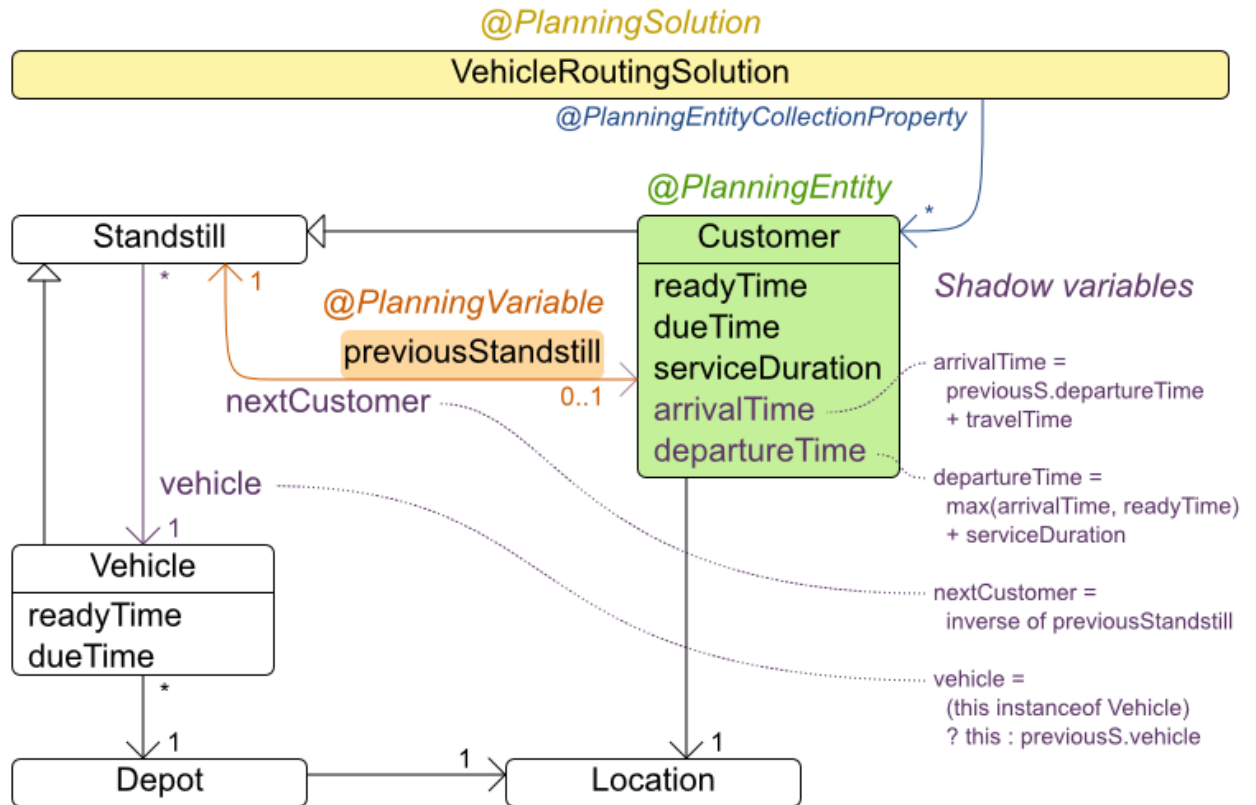 @PlanningSolution
VehicleRoutingSolution
@PlanningEntityCollectionProperty
@PlanningEntity
*
Standstill
Customer
*
1
@PlanningVariable
previousStandstill
0..1
nextCustomer
readyTime
dueTime
serviceDuration
arrivalTime
departureTime
Shadow variables
arrivalTime =
previousS.departureTime
+ travelTime
departureTime =
max(arrivalTime, readyTime)
+ serviceDuration
nextCustomer =
inverse of previousStandstill
vehicle =
(this instanceof Vehicle)
? this : previousS.vehicle
vehicle
1
Vehicle
readyTime
dueTime
*
1
Depot
1
1
Location